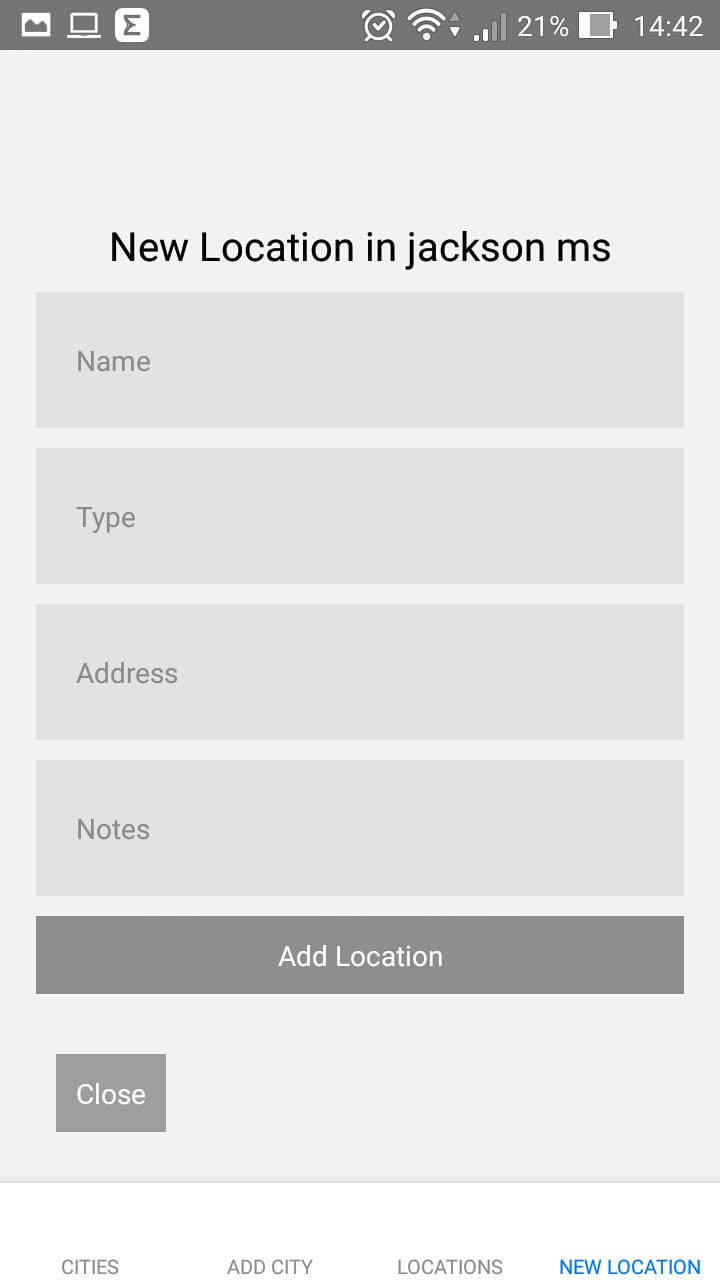 21% 14:42
New Location in jackson ms
Name
Type
Address
Notes
Add Location
Close
CITIES ADD CITY LOCATIONS NEW LOCATION